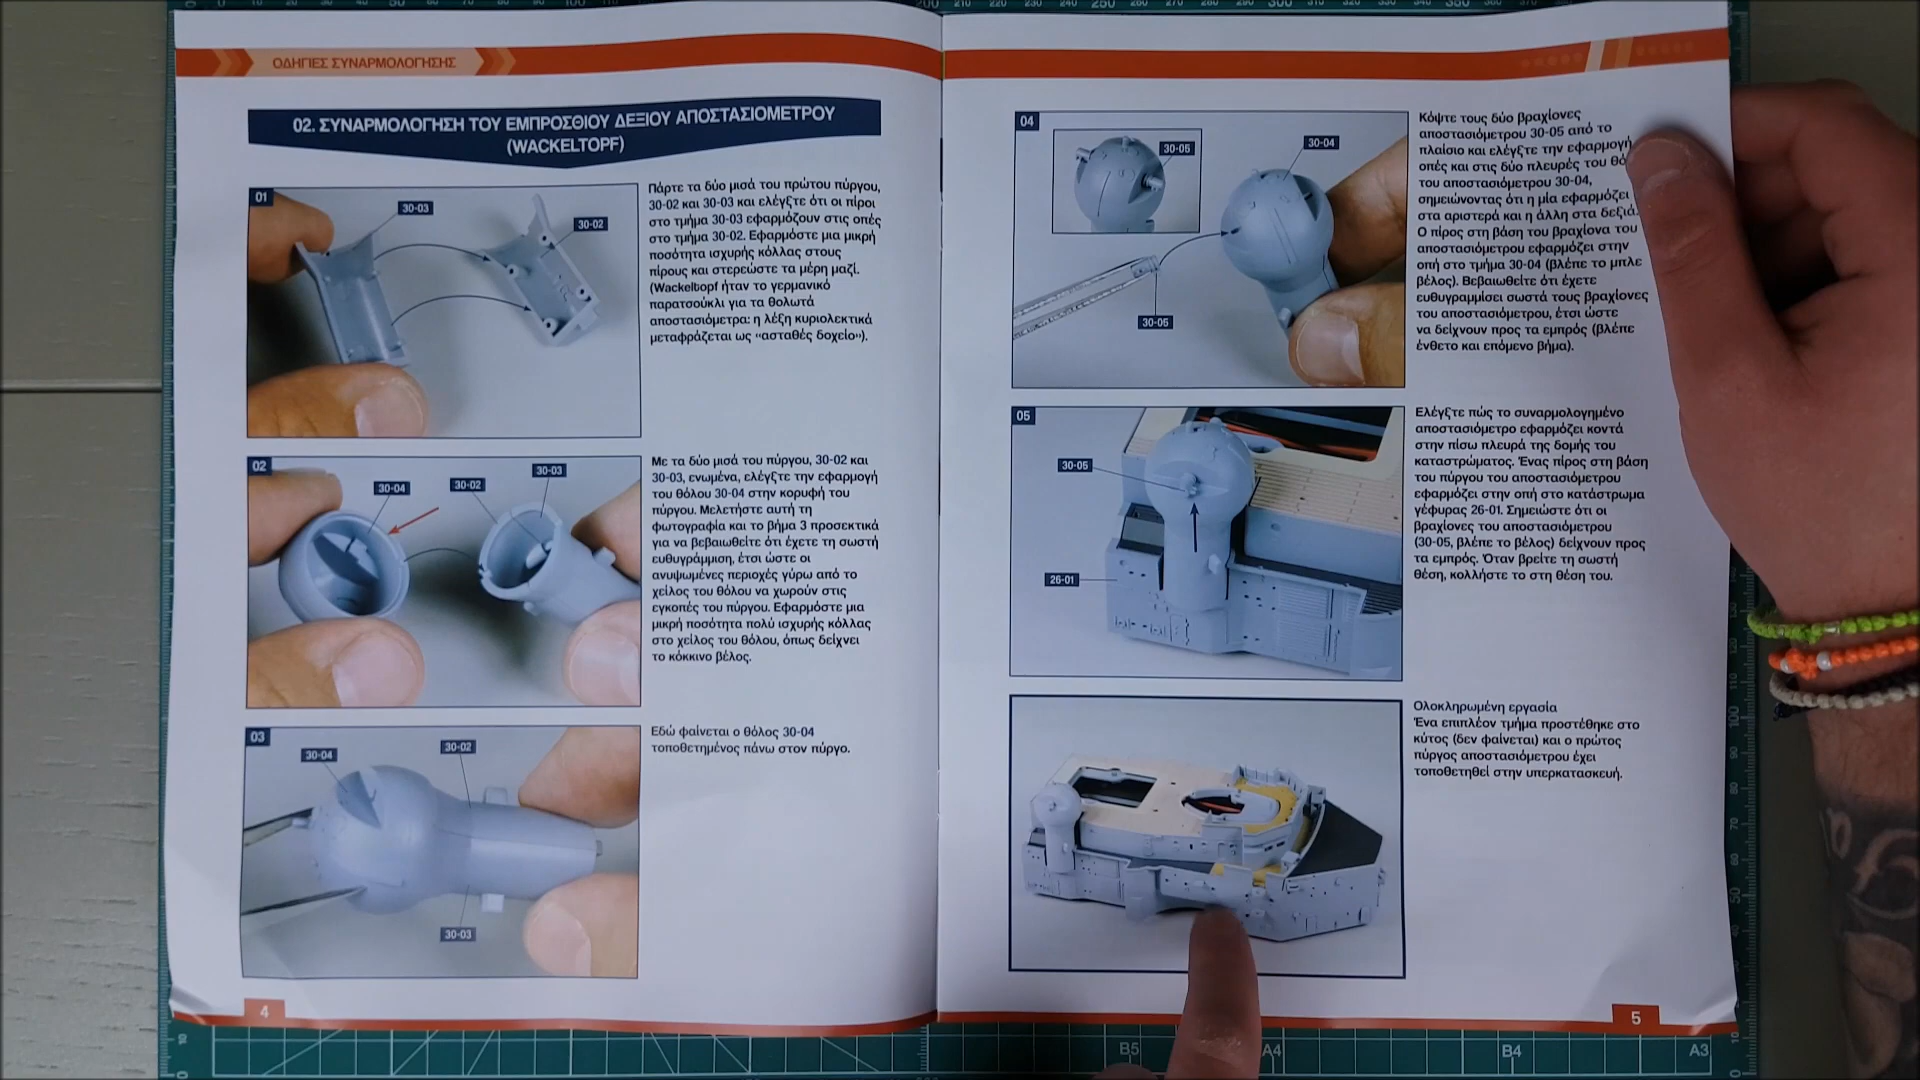 ΟΔΗΓΙΕΣ ΣΥΝΑΡΜΟΛΟΓΗΣΗΣ
02. ΣΥΝΑΡΜΟΛΟΓΗΣΗ ΤΟΥ ΕΜΠΡΟΣΘΙΟΥ ΔΕΞΙΟΥ ΑΠΟΣΤΑΣΙΟΜΕΤΡΟΥ
(WACKELTOPF)
01
30-03
30-02
Πάρτε τα δύο μισά του πρώτου πύργου,
30-02 και 30-03 και ελέγξτε ότι οι πίροι
στο τμήμα 30-03 εφαρμόζουν στις οπές
στο τμήμα 30-02. Εφαρμόστε μια μικρή
ποσότητα ισχυρής κόλλας στους
πίρους και στερεώστε τα μέρη μαζί.
(Wackeltopf ήταν το γερμανικό
παρατσούκλι για τα θολωτά
αποστασιόμετρα: η λέξη κυριολεκτικά
μεταφράζεται ως «ασταθές δοχείο»).
02
30-04
30-02
30-03
Με τα δύο μισά του πύργου, 30-02 και
30-03, ενωμένα, ελέγξτε την εφαρμογή
του θόλου 30-04 στην κορυφή του
πύργου. Μελετήστε αυτή τη
φωτογραφία και το βήμα 3 προσεκτικά
για να βεβαιωθείτε ότι έχετε τη σωστή
ευθυγράμμιση, έτσι ώστε οι
ανυψωμένες περιοχές γύρω από το
χείλος του θόλου να χωρούν στις
εγκοπές του πύργου. Εφαρμόστε μια
μικρή ποσότητα πολύ ισχυρής κόλλας
στο χείλος του θόλου, όπως δείχνει
το κόκκινο βέλος.
03
30-04
30-02
30-03
Εδώ φαίνεται ο θόλος 30-04
τοποθετημένος πάνω στον πύργο.
4
04
30-05
30-04
30-05
Κόψτε τους δύο βραχίονες
αποστασιόμετρου 30-05 από το
πλαίσιο και ελέγξτε την εφαρμογή
οπές και στις δύο πλευρές του
του αποστασιόμετρου 30-04,
σημειώνοντας ότι η μία εφαρμόζει
στα αριστερά και η άλλη στα δεξιά.
Ο πίρος στη βάση του βραχίονα του
αποστασιόμετρου εφαρμόζει στην
οπή στο τμήμα 30-04 (βλέπε το μπλε
βέλος). Βεβαιωθείτε ότι έχετε
ευθυγραμμίσει σωστά τους βραχίονες
του αποστασιόμετρου, έτσι ώστε
να δείχνουν προς τα εμπρός (βλέπε
ένθετο και επόμενο βήμα).
05
30-05
26-01
Ελέγξτε πώς το συναρμολογημένο
αποστασιόμετρο εφαρμόζει κοντά
στην πίσω πλευρά της δομής του
καταστρώματος. Ένας πίρος στη βάση
του πύργου του αποστασιόμετρου
εφαρμόζει στην οπή στο κατάστρωμα
γέφυρας 26-01. Σημειώστε ότι οι
βραχίονες του αποστασιόμετρου
(30-05, βλέπε το βέλος) δείχνουν προς
τα εμπρός. Όταν βρείτε τη σωστή
θέση, κολλήστε το στη θέση του.
Ολοκληρωμένη εργασία
Ένα επιπλέον τμήμα προστέθηκε στο
κύτος (δεν φαίνεται) και ο πρώτος
πύργος αποστασιόμετρου έχει
τοποθετηθεί στην υπερκατασκευή.
5
B5
A4
B4
A3